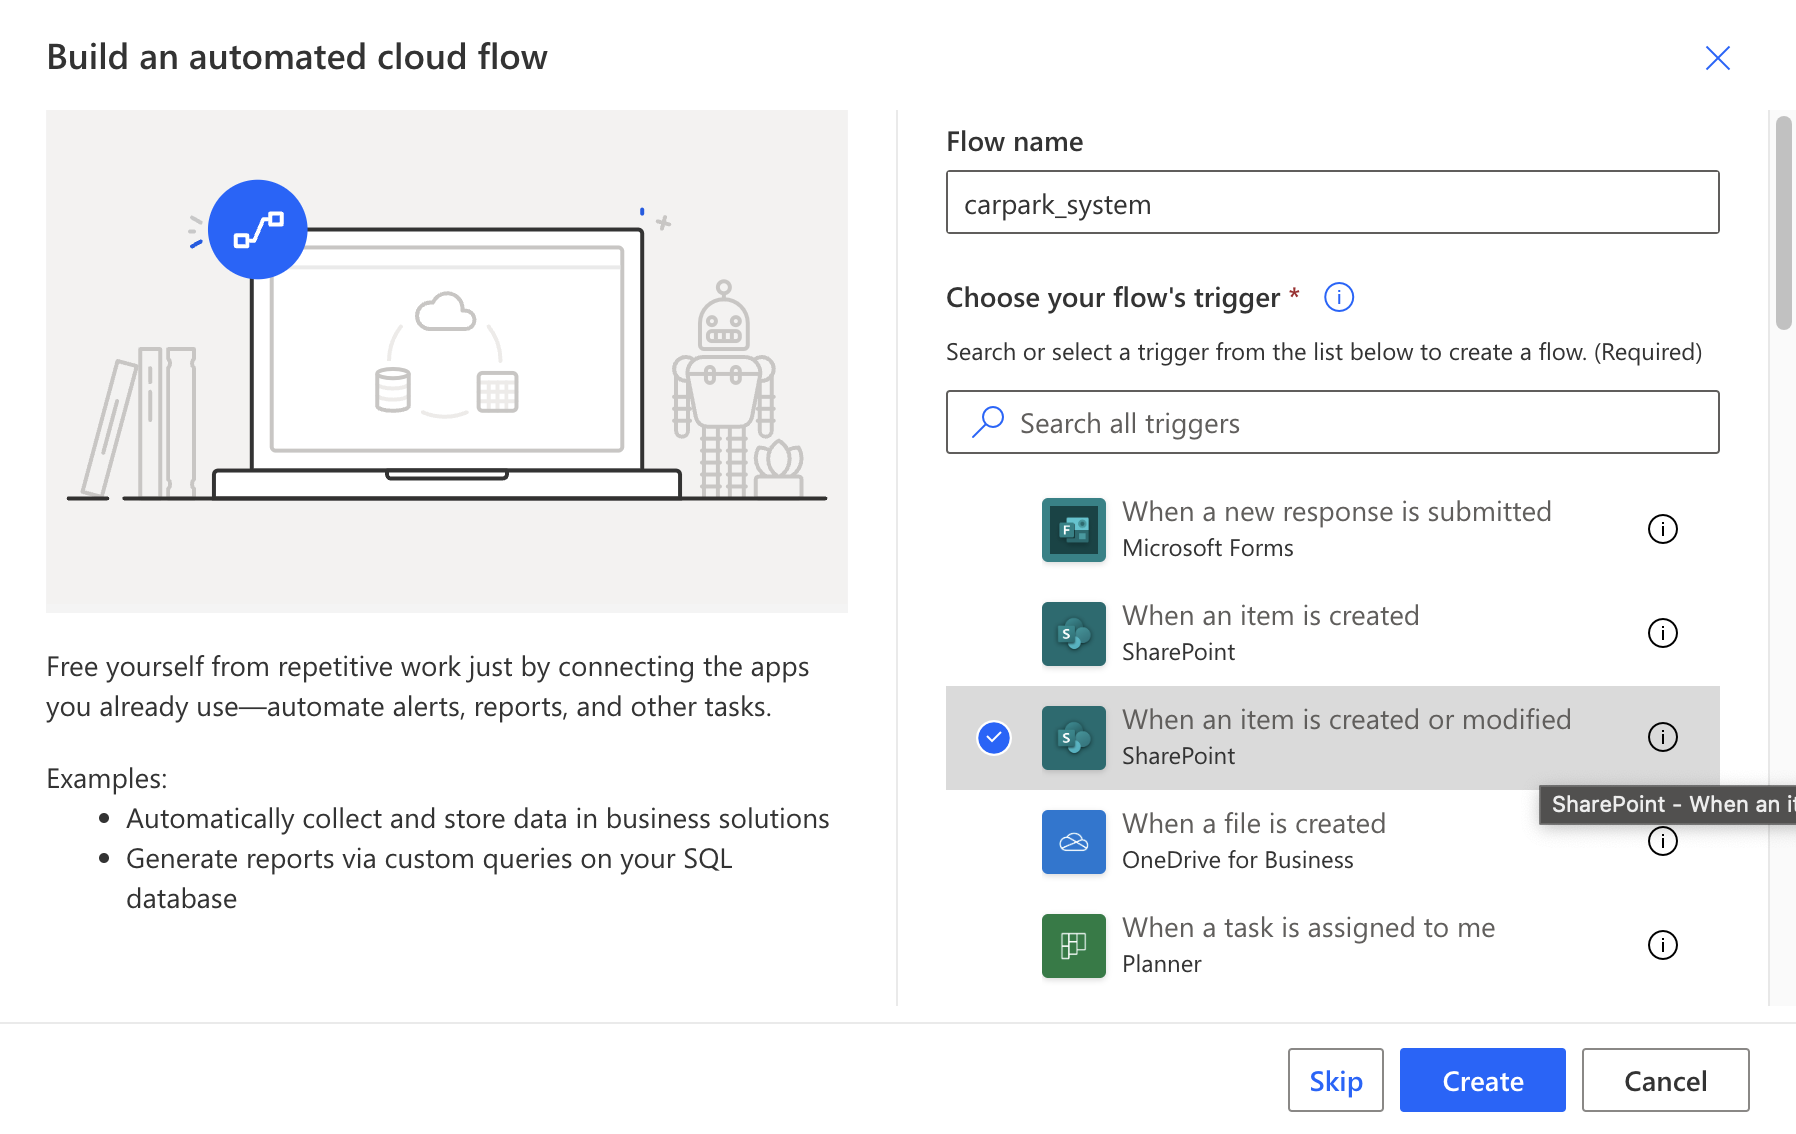 Build an automated cloud flow
Free yourself from repetitive work just by connecting the apps
you already use—automate alerts, reports, and other tasks.
Examples:
• Automatically collect and store data in business solutions
• Generate reports via custom queries on your SQL
database
Flow name
carpark_system
Choose your flow's trigger *
Search or select a trigger from the list below to create a flow. (Required)
Search all triggers
When a new response is submitted
Microsoft Forms
When an item is created
SharePoint
When an item is created or modified
SharePoint
SharePoint - When an it
When a file is created
OneDrive for Business
When a task is assigned to me
Planner
Skip
Create
Cancel